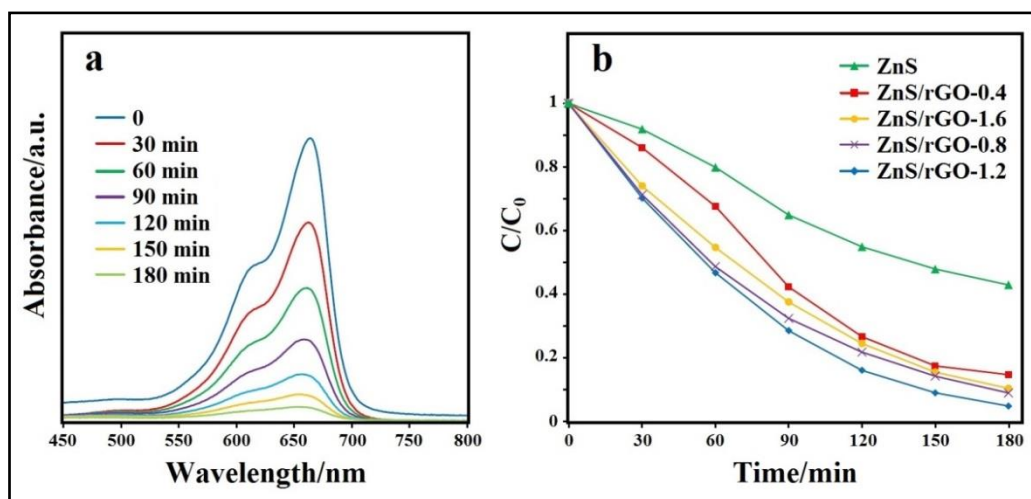 a
0
30 min
60 min
90 min
120 min
150 min
180 min
Absorbance/a.u.
450 500 550 600 650 700 750 800
Wavelength/nm
b
ZnS
ZnS/rGO-0.4
ZnS/rGO-1.6
ZnS/rGO-0.8
ZnS/rGO-1.2
C/C₀
1
0.8
0.6
0.4
0.2
0
0 30 60 90 120 150 180
Time/min